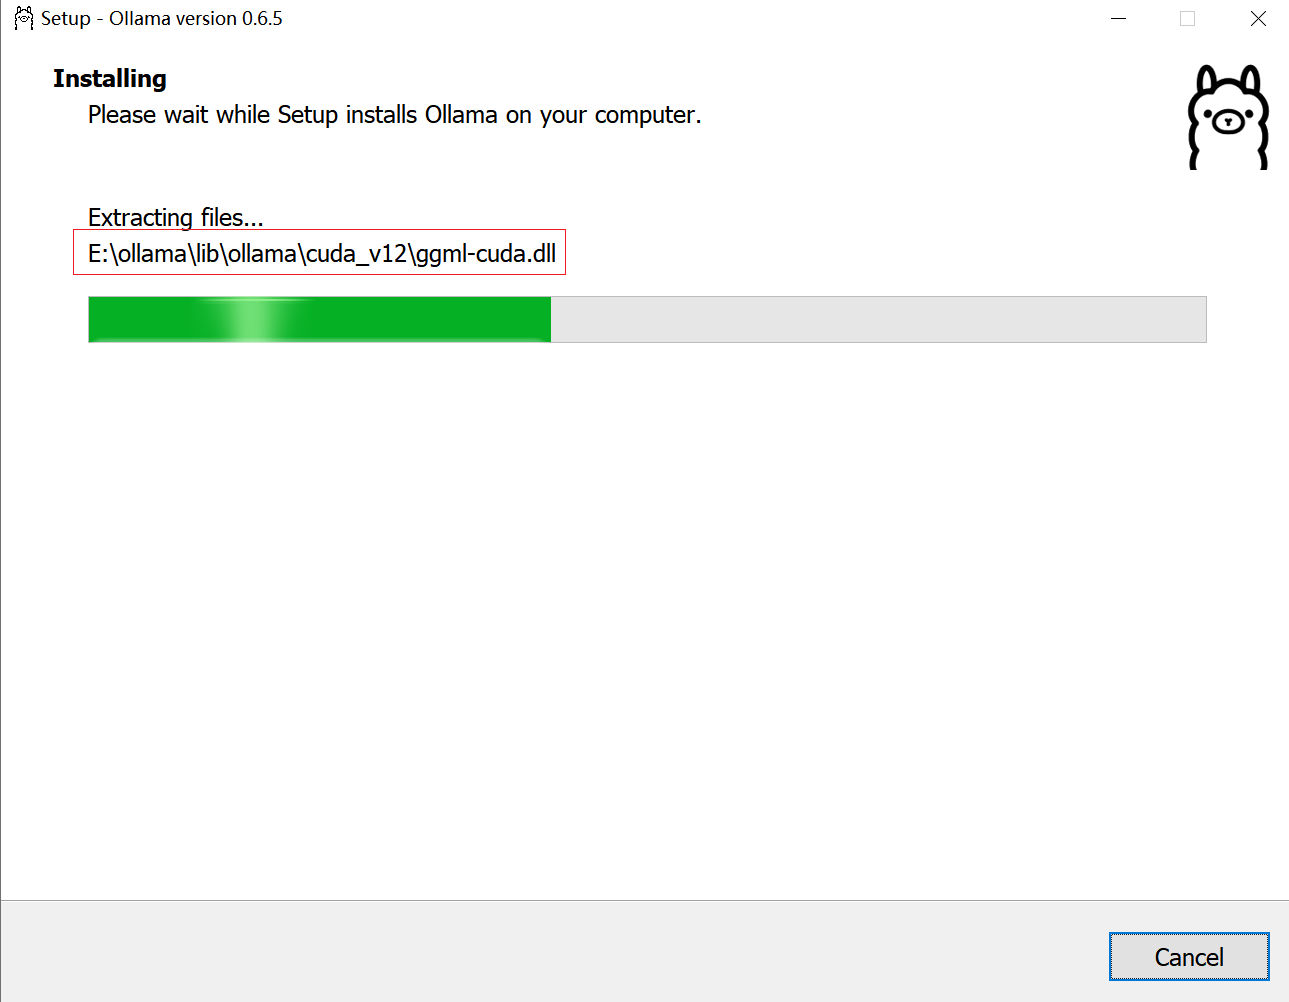 Setup - Ollama version 0.6.5
Installing
Please wait while Setup installs Ollama on your computer.
Extracting files...
E:\ollama\lib\ollama\cuda_v12\ggml-cuda.dll
Cancel